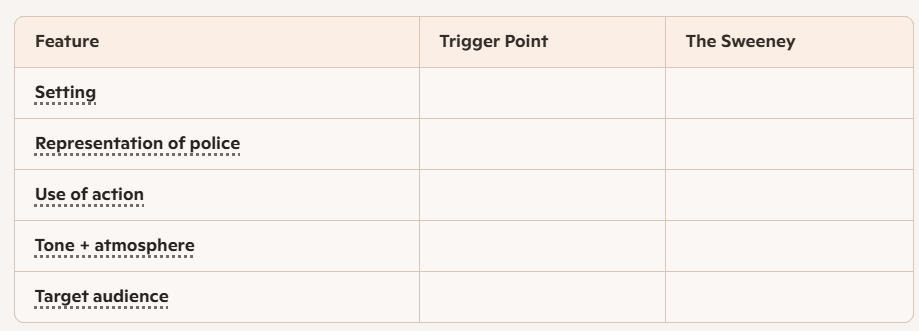 Feature Trigger Point The Sweeney
Setting
Representation of police
Use of action
Tone + atmosphere
Target audience